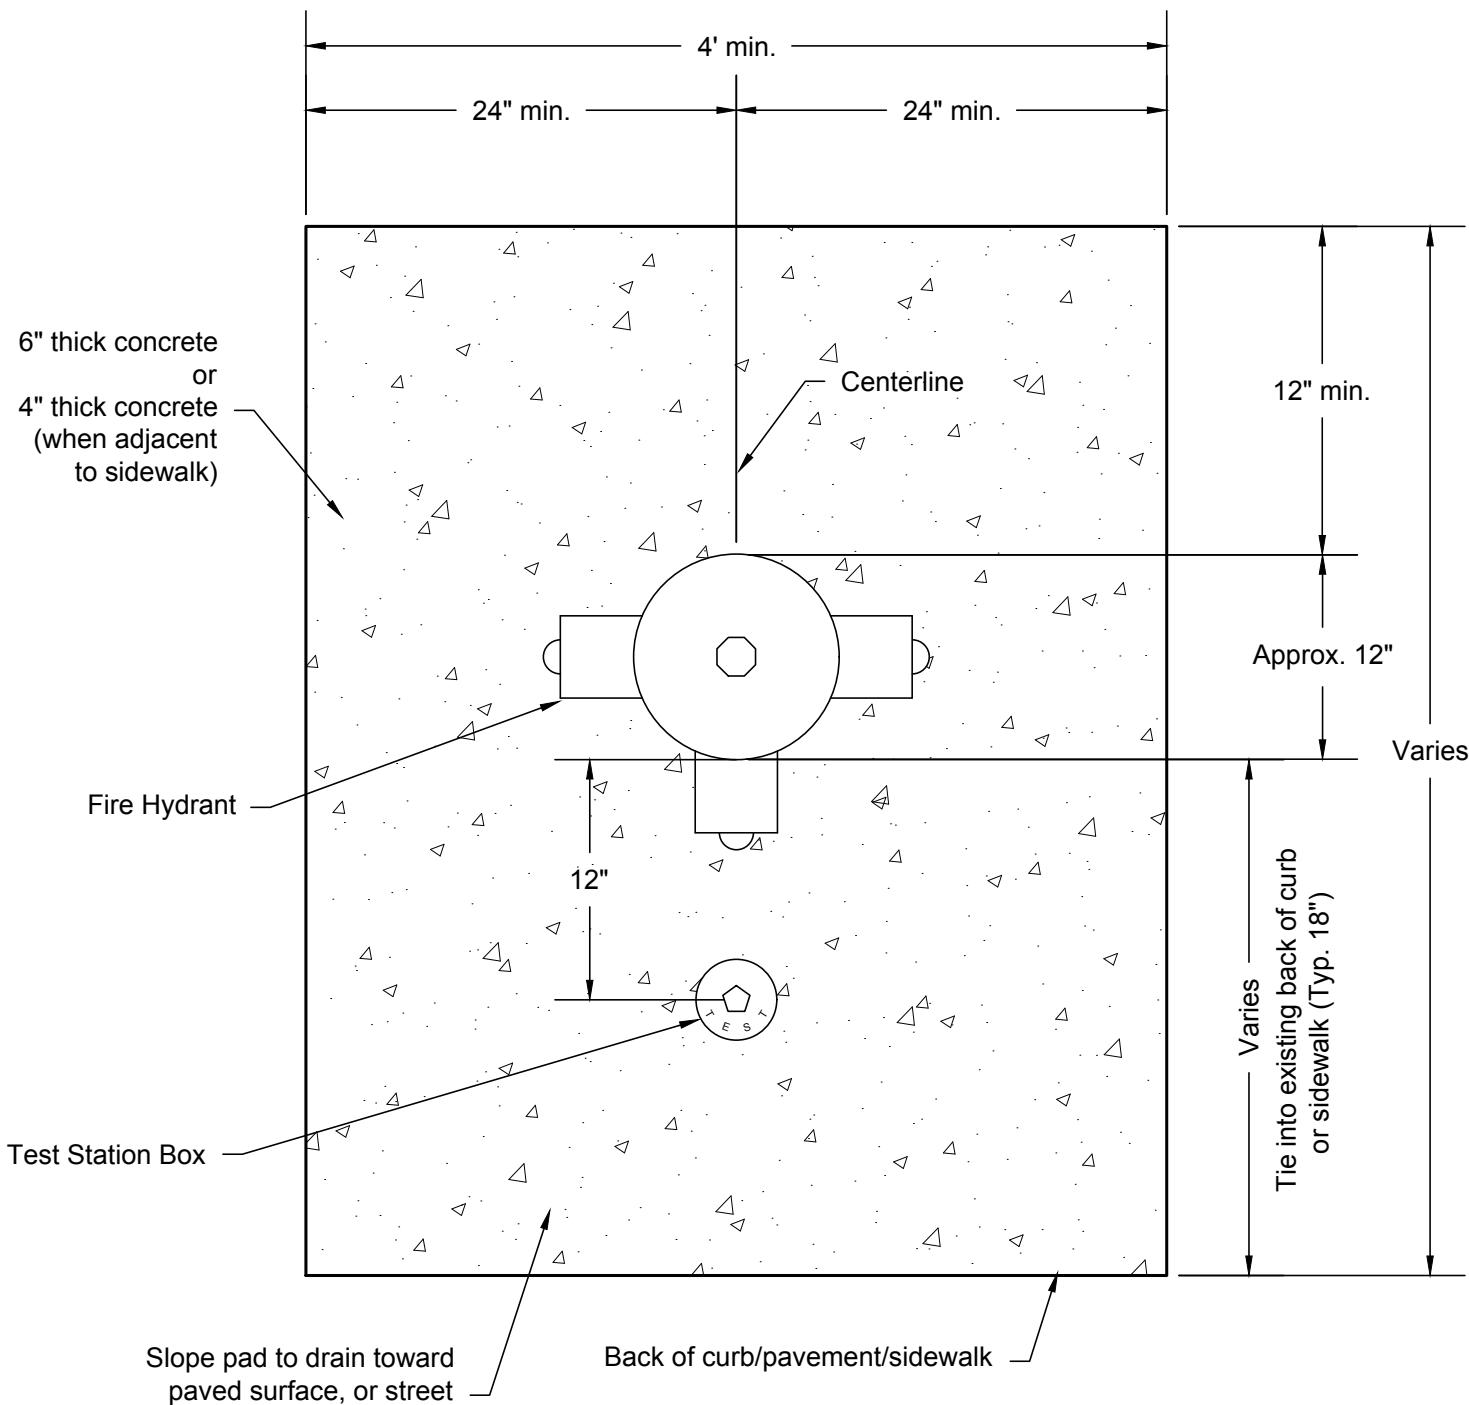 4' min.
24" min.
24" min.
6" thick concrete
or
4" thick concrete
(when adjacent
to sidewalk)
Centerline
12" min.
Approx. 12"
Varies
Fire Hydrant
12"
Varies
Tie into existing back of curb
or sidewalk (Typ. 18")
TEST
Test Station Box
Slope pad to drain toward
paved surface, or street
Back of curb/pavement/sidewalk